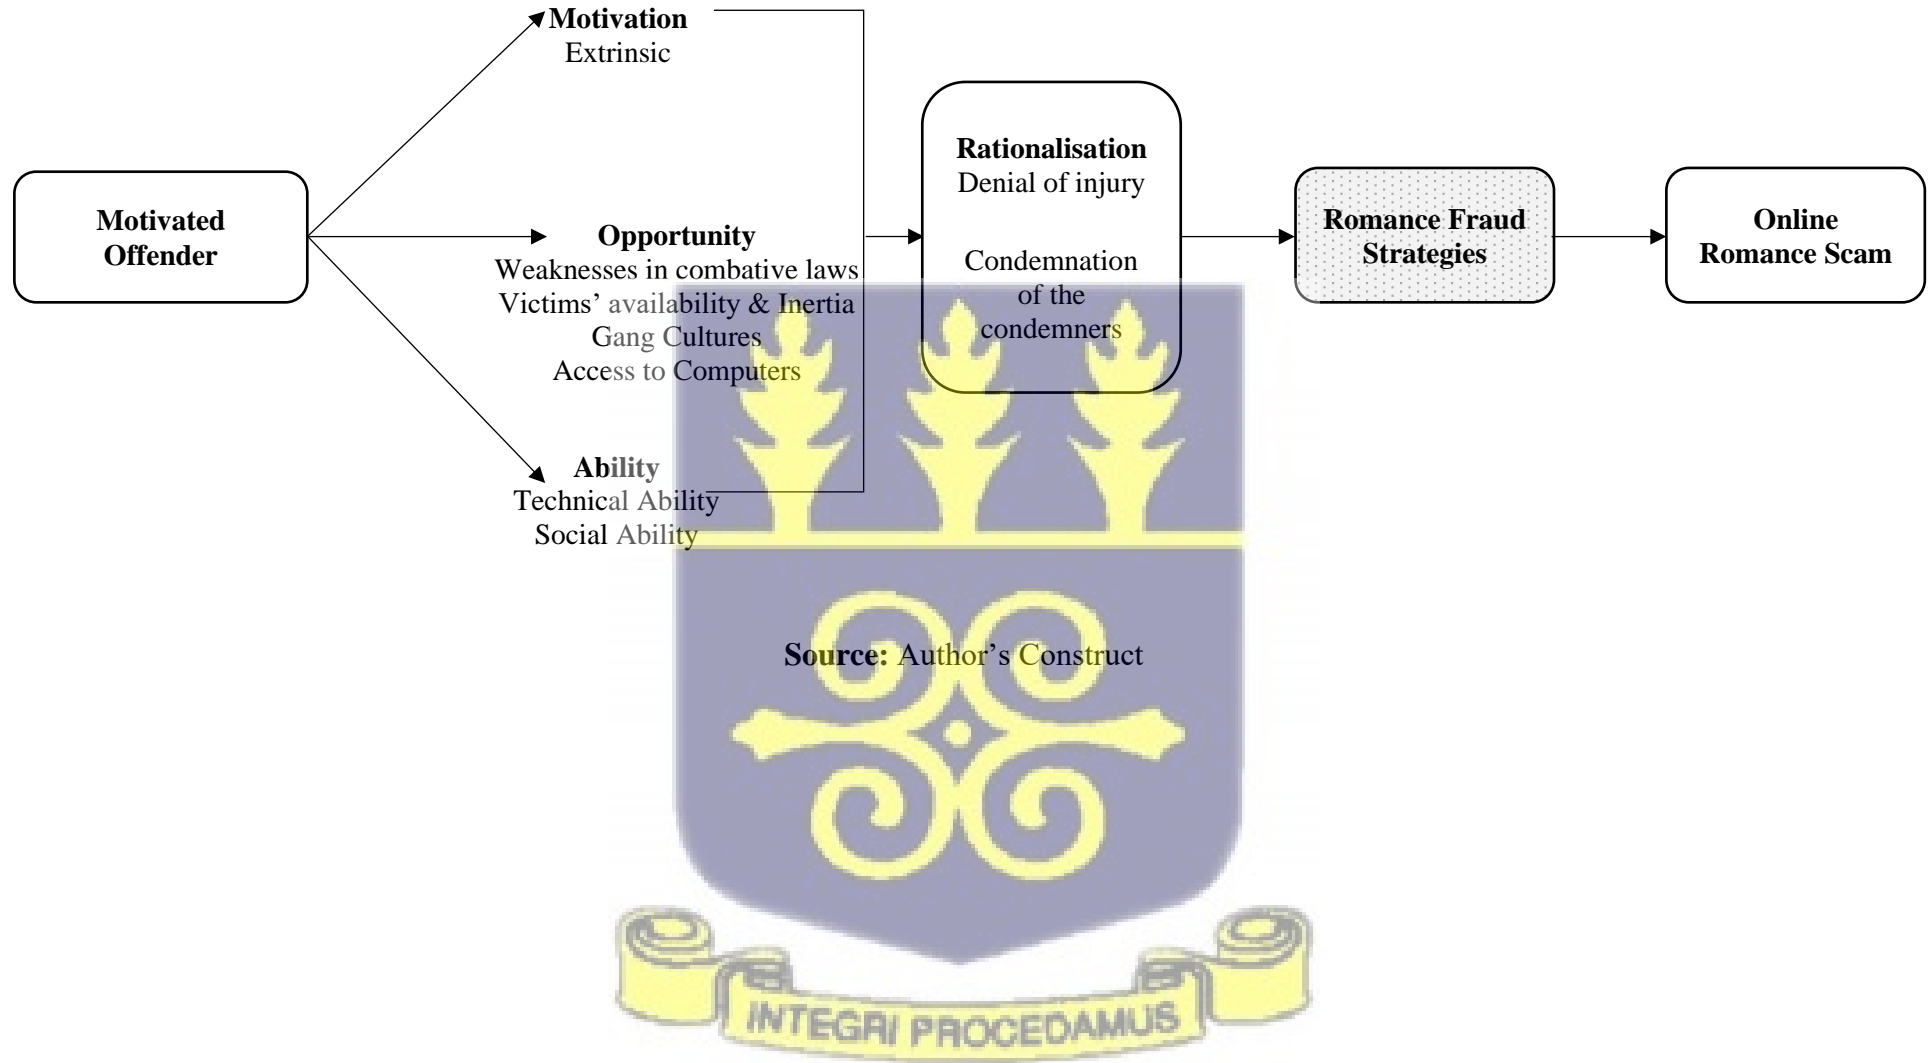 Motivation
Extrinsic
Motivated
Offender
Opportunity
Weaknesses in combative laws
Victims’ availability & Inertia
Gang Cultures
Access to Computers
Ability
Technical Ability
Social Ability
Rationalisation
Denial of injury
Condemnation
of the
condemners
Romance Fraud
Strategies
Online
Romance Scam
Source: Author’s Construct
INTEGRI PROCEDAMUS